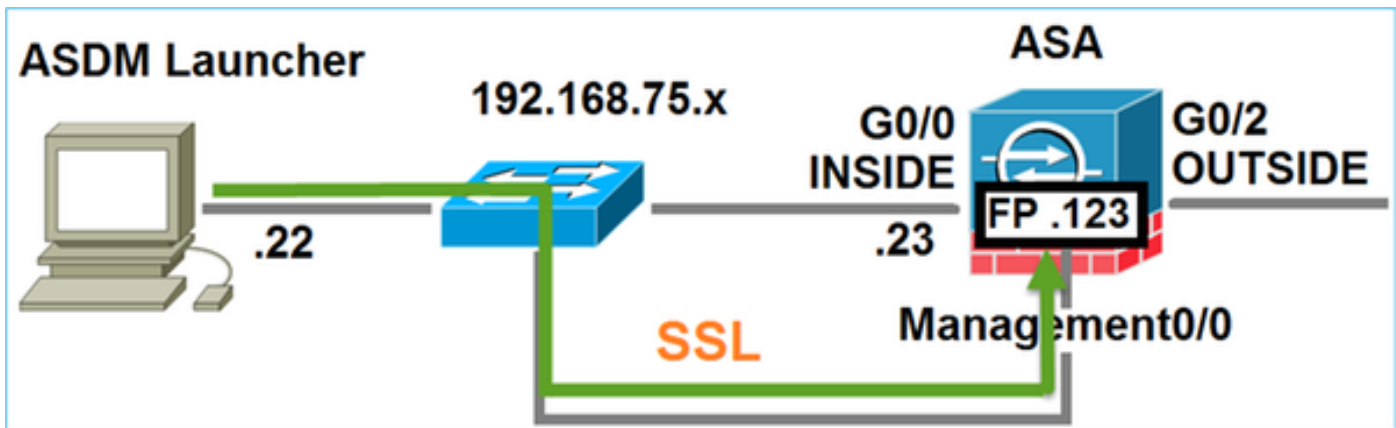 ASDM Launcher
192.168.75.x
ASA
G0/0
INSIDE
G0/2
OUTSIDE
FP .123
.22
.23
Management0/0
SSL